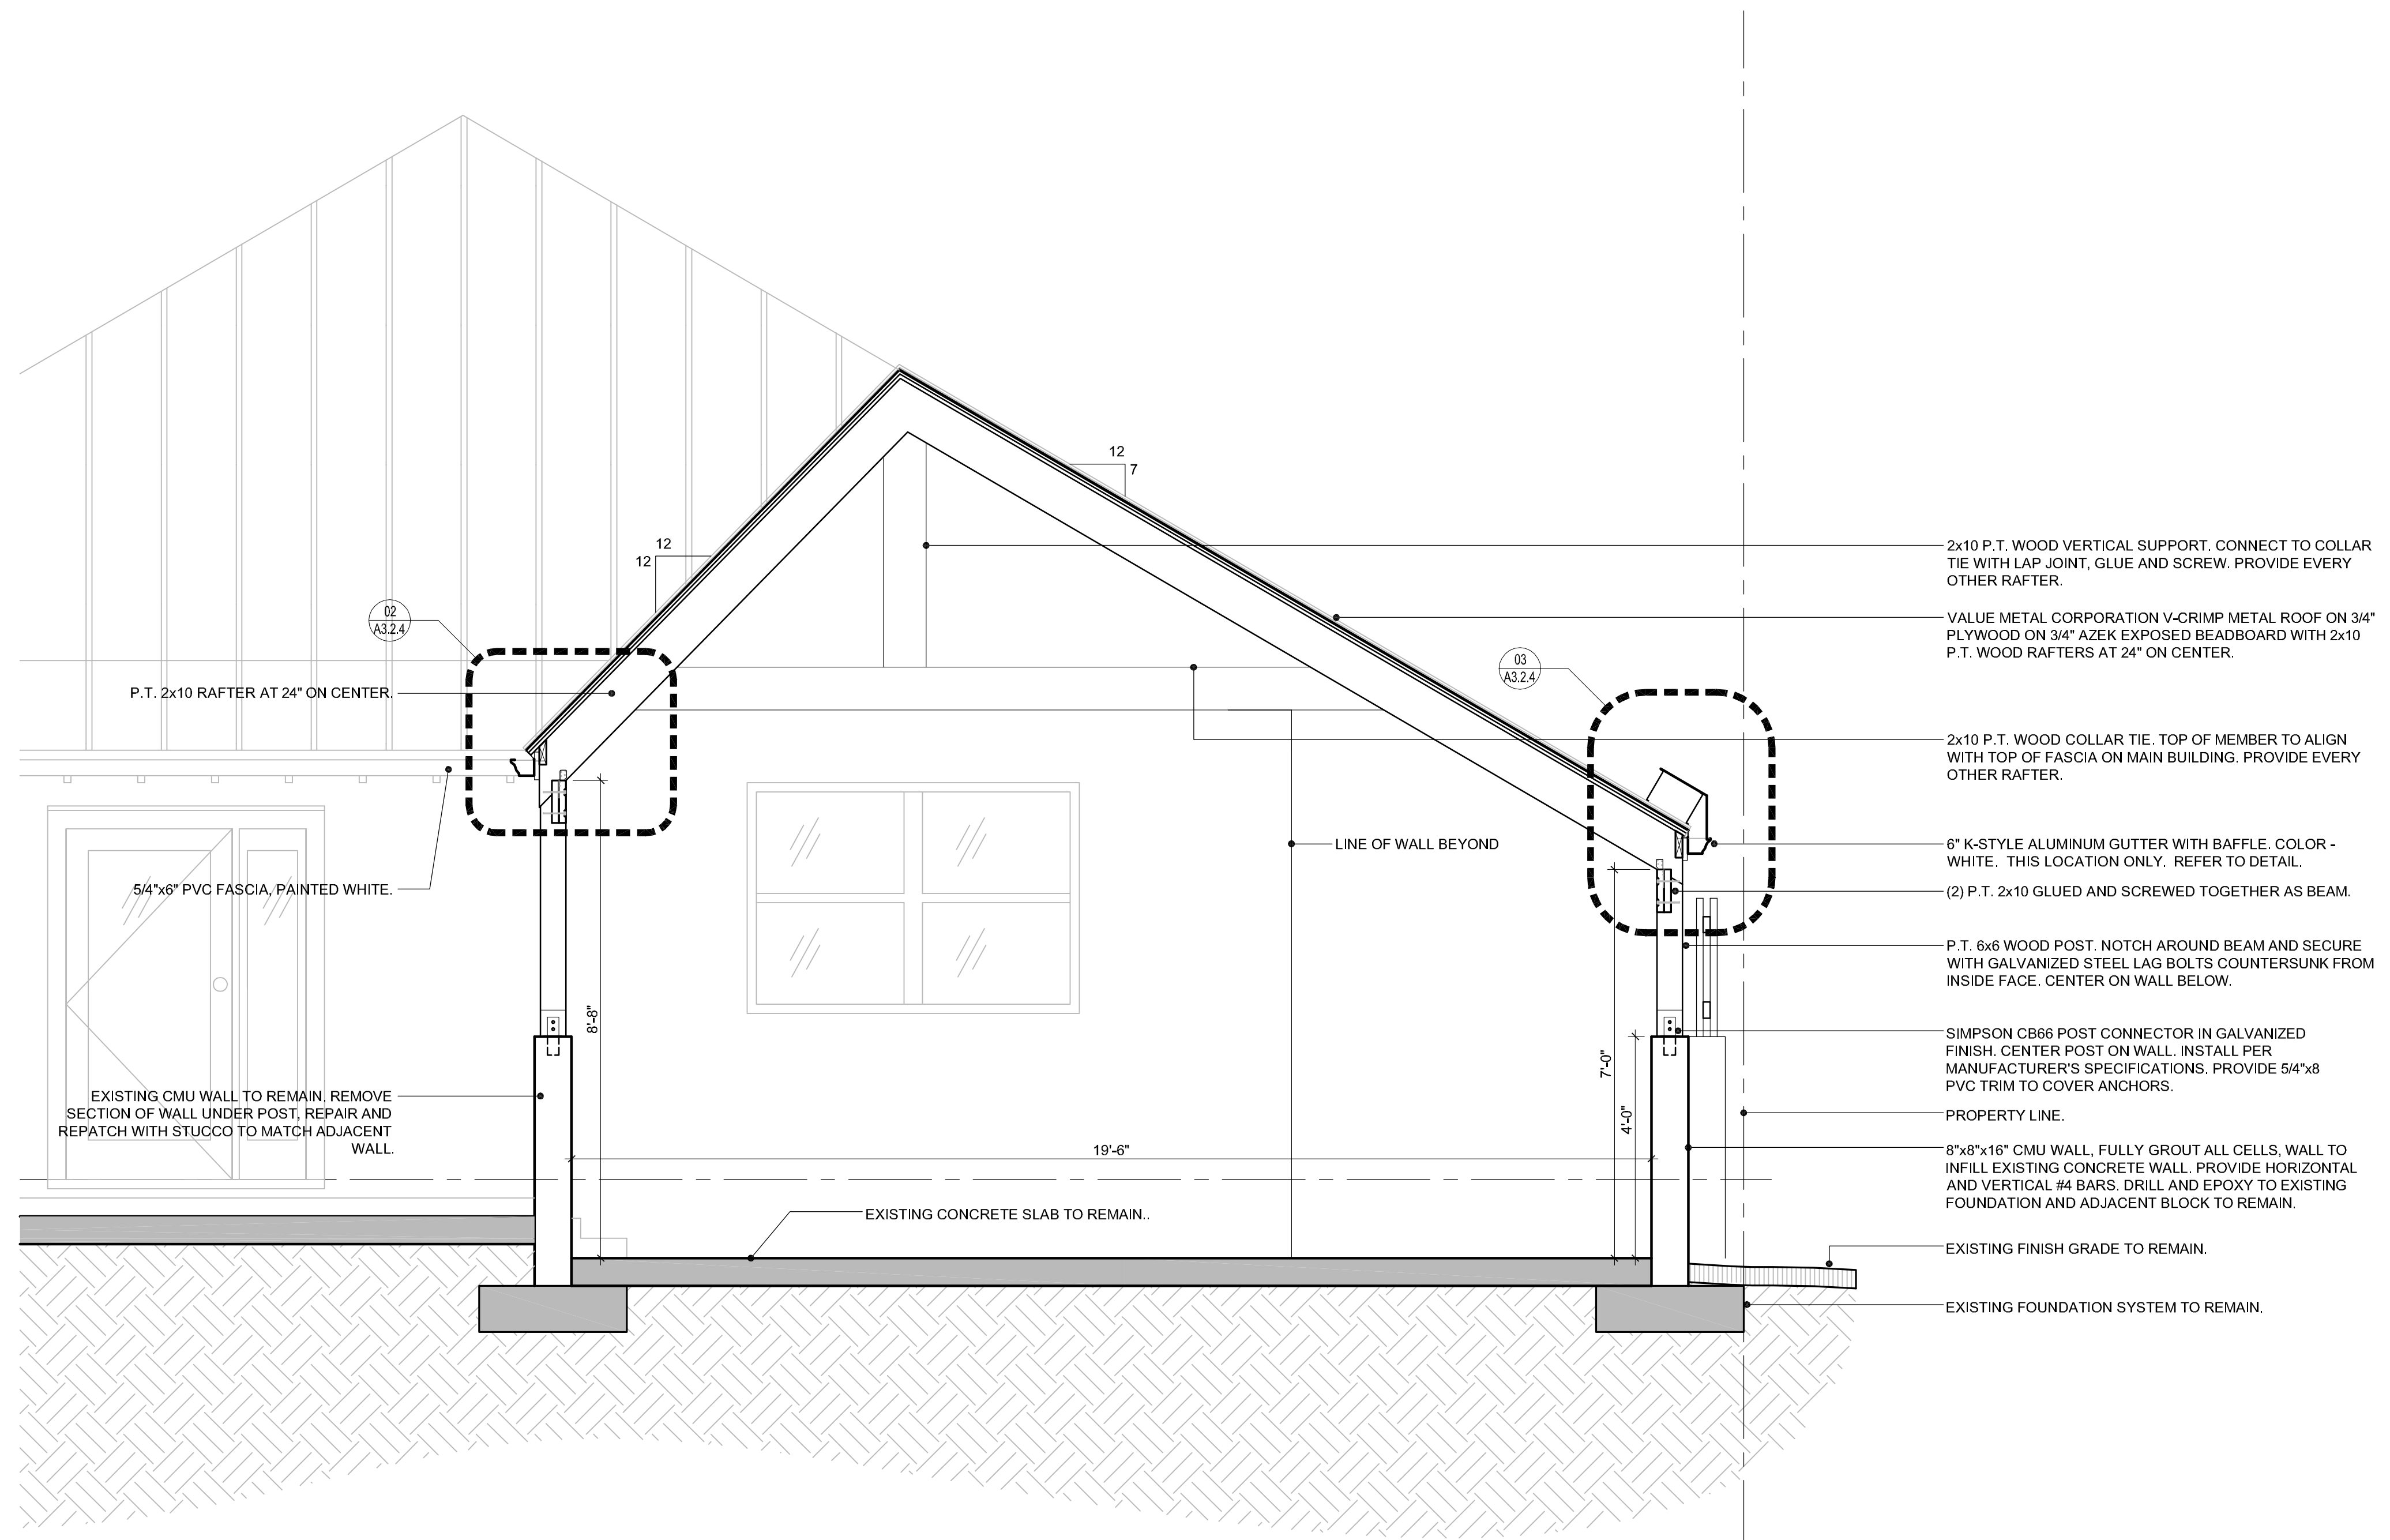 12
7
12
12
02
A3.2.4
03
A3.2.4
P.T. 2x10 RAFTER AT 24" ON CENTER.
5/4"x6" PVC FASCIA, PAINTED WHITE.
EXISTING CMU WALL TO REMAIN. REMOVE
SECTION OF WALL UNDER POST, REPAIR AND
REPATCH WITH STUCCO TO MATCH ADJACENT
WALL.
8'-8"
19'-6"
7'-0"
4'-0"
LINE OF WALL BEYOND
EXISTING CONCRETE SLAB TO REMAIN..
2x10 P.T. WOOD VERTICAL SUPPORT. CONNECT TO COLLAR
TIE WITH LAP JOINT, GLUE AND SCREW. PROVIDE EVERY
OTHER RAFTER.
VALUE METAL CORPORATION V-CRIMP METAL ROOF ON 3/4"
PLYWOOD ON 3/4" AZEK EXPOSED BEADBOARD WITH 2x10
P.T. WOOD RAFTERS AT 24" ON CENTER.
2x10 P.T. WOOD COLLAR TIE. TOP OF MEMBER TO ALIGN
WITH TOP OF FASCIA ON MAIN BUILDING. PROVIDE EVERY
OTHER RAFTER.
6" K-STYLE ALUMINUM GUTTER WITH BAFFLE. COLOR -
WHITE. THIS LOCATION ONLY. REFER TO DETAIL.
(2) P.T. 2x10 GLUED AND SCREWED TOGETHER AS BEAM.
P.T. 6x6 WOOD POST. NOTCH AROUND BEAM AND SECURE
WITH GALVANIZED STEEL LAG BOLTS COUNTERSUNK FROM
INSIDE FACE. CENTER ON WALL BELOW.
SIMPSON CB66 POST CONNECTOR IN GALVANIZED
FINISH. CENTER POST ON WALL. INSTALL PER
MANUFACTURER'S SPECIFICATIONS. PROVIDE 5/4"x8
PVC TRIM TO COVER ANCHORS.
PROPERTY LINE.
8"x8"x16" CMU WALL, FULLY GROUT ALL CELLS, WALL TO
INFILL EXISTING CONCRETE WALL. PROVIDE HORIZONTAL
AND VERTICAL #4 BARS. DRILL AND EPOXY TO EXISTING
FOUNDATION AND ADJACENT BLOCK TO REMAIN.
EXISTING FINISH GRADE TO REMAIN.
EXISTING FOUNDATION SYSTEM TO REMAIN.